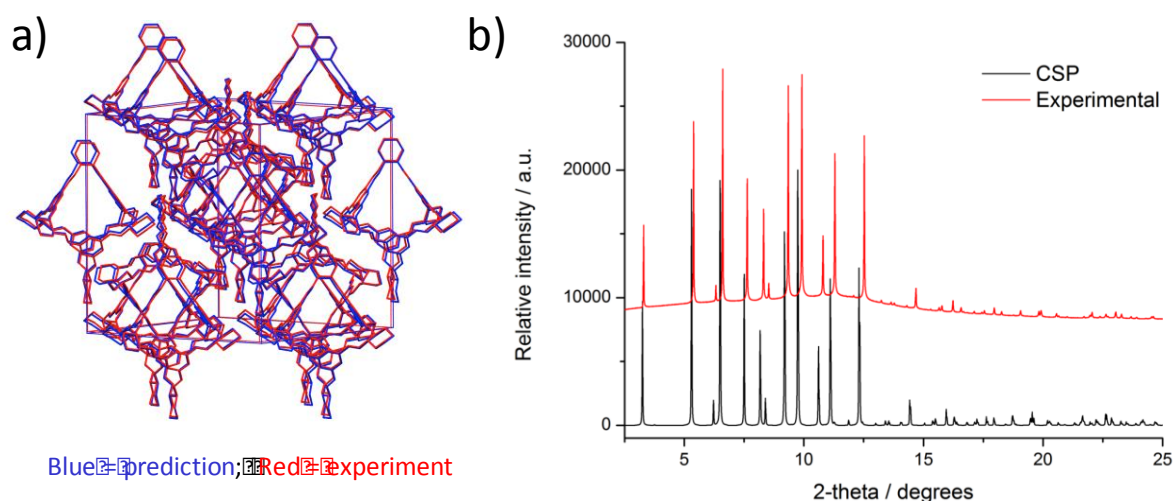 a)
Blue = prediction; Red = experiment
b)
30000
20000
10000
0
Relative intensity / a.u.
CSP
Experimental
5
10
15
20
25
2-theta / degrees